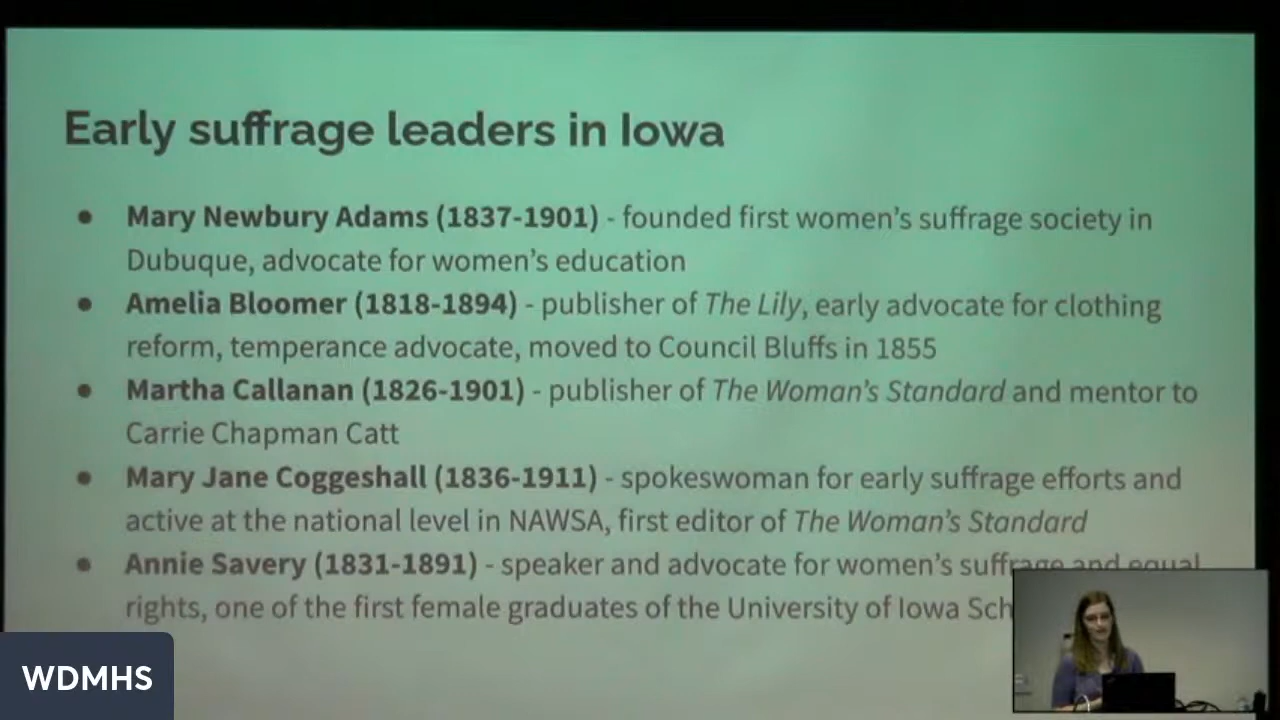 Early suffrage leaders in Iowa
● Mary Newbury Adams (1837-1901) - founded first women's suffrage society in
Dubuque, advocate for women's education
● Amelia Bloomer (1818-1894) - publisher of The Lily, early advocate for clothing
reform, temperance advocate, moved to Council Bluffs in 1855
● Martha Callanan (1826-1901) - publisher of The Woman's Standard and mentor to
Carrie Chapman Catt
● Mary Jane Coggeshall (1836-1911) - spokeswoman for early suffrage efforts and
active at the national level in NAWSA, first editor of The Woman's Standard
● Annie Savery (1831-1891) - speaker and advocate for women's suffrage and equal
rights, one of the first female graduates of the University of Iowa Sch
WDMHS